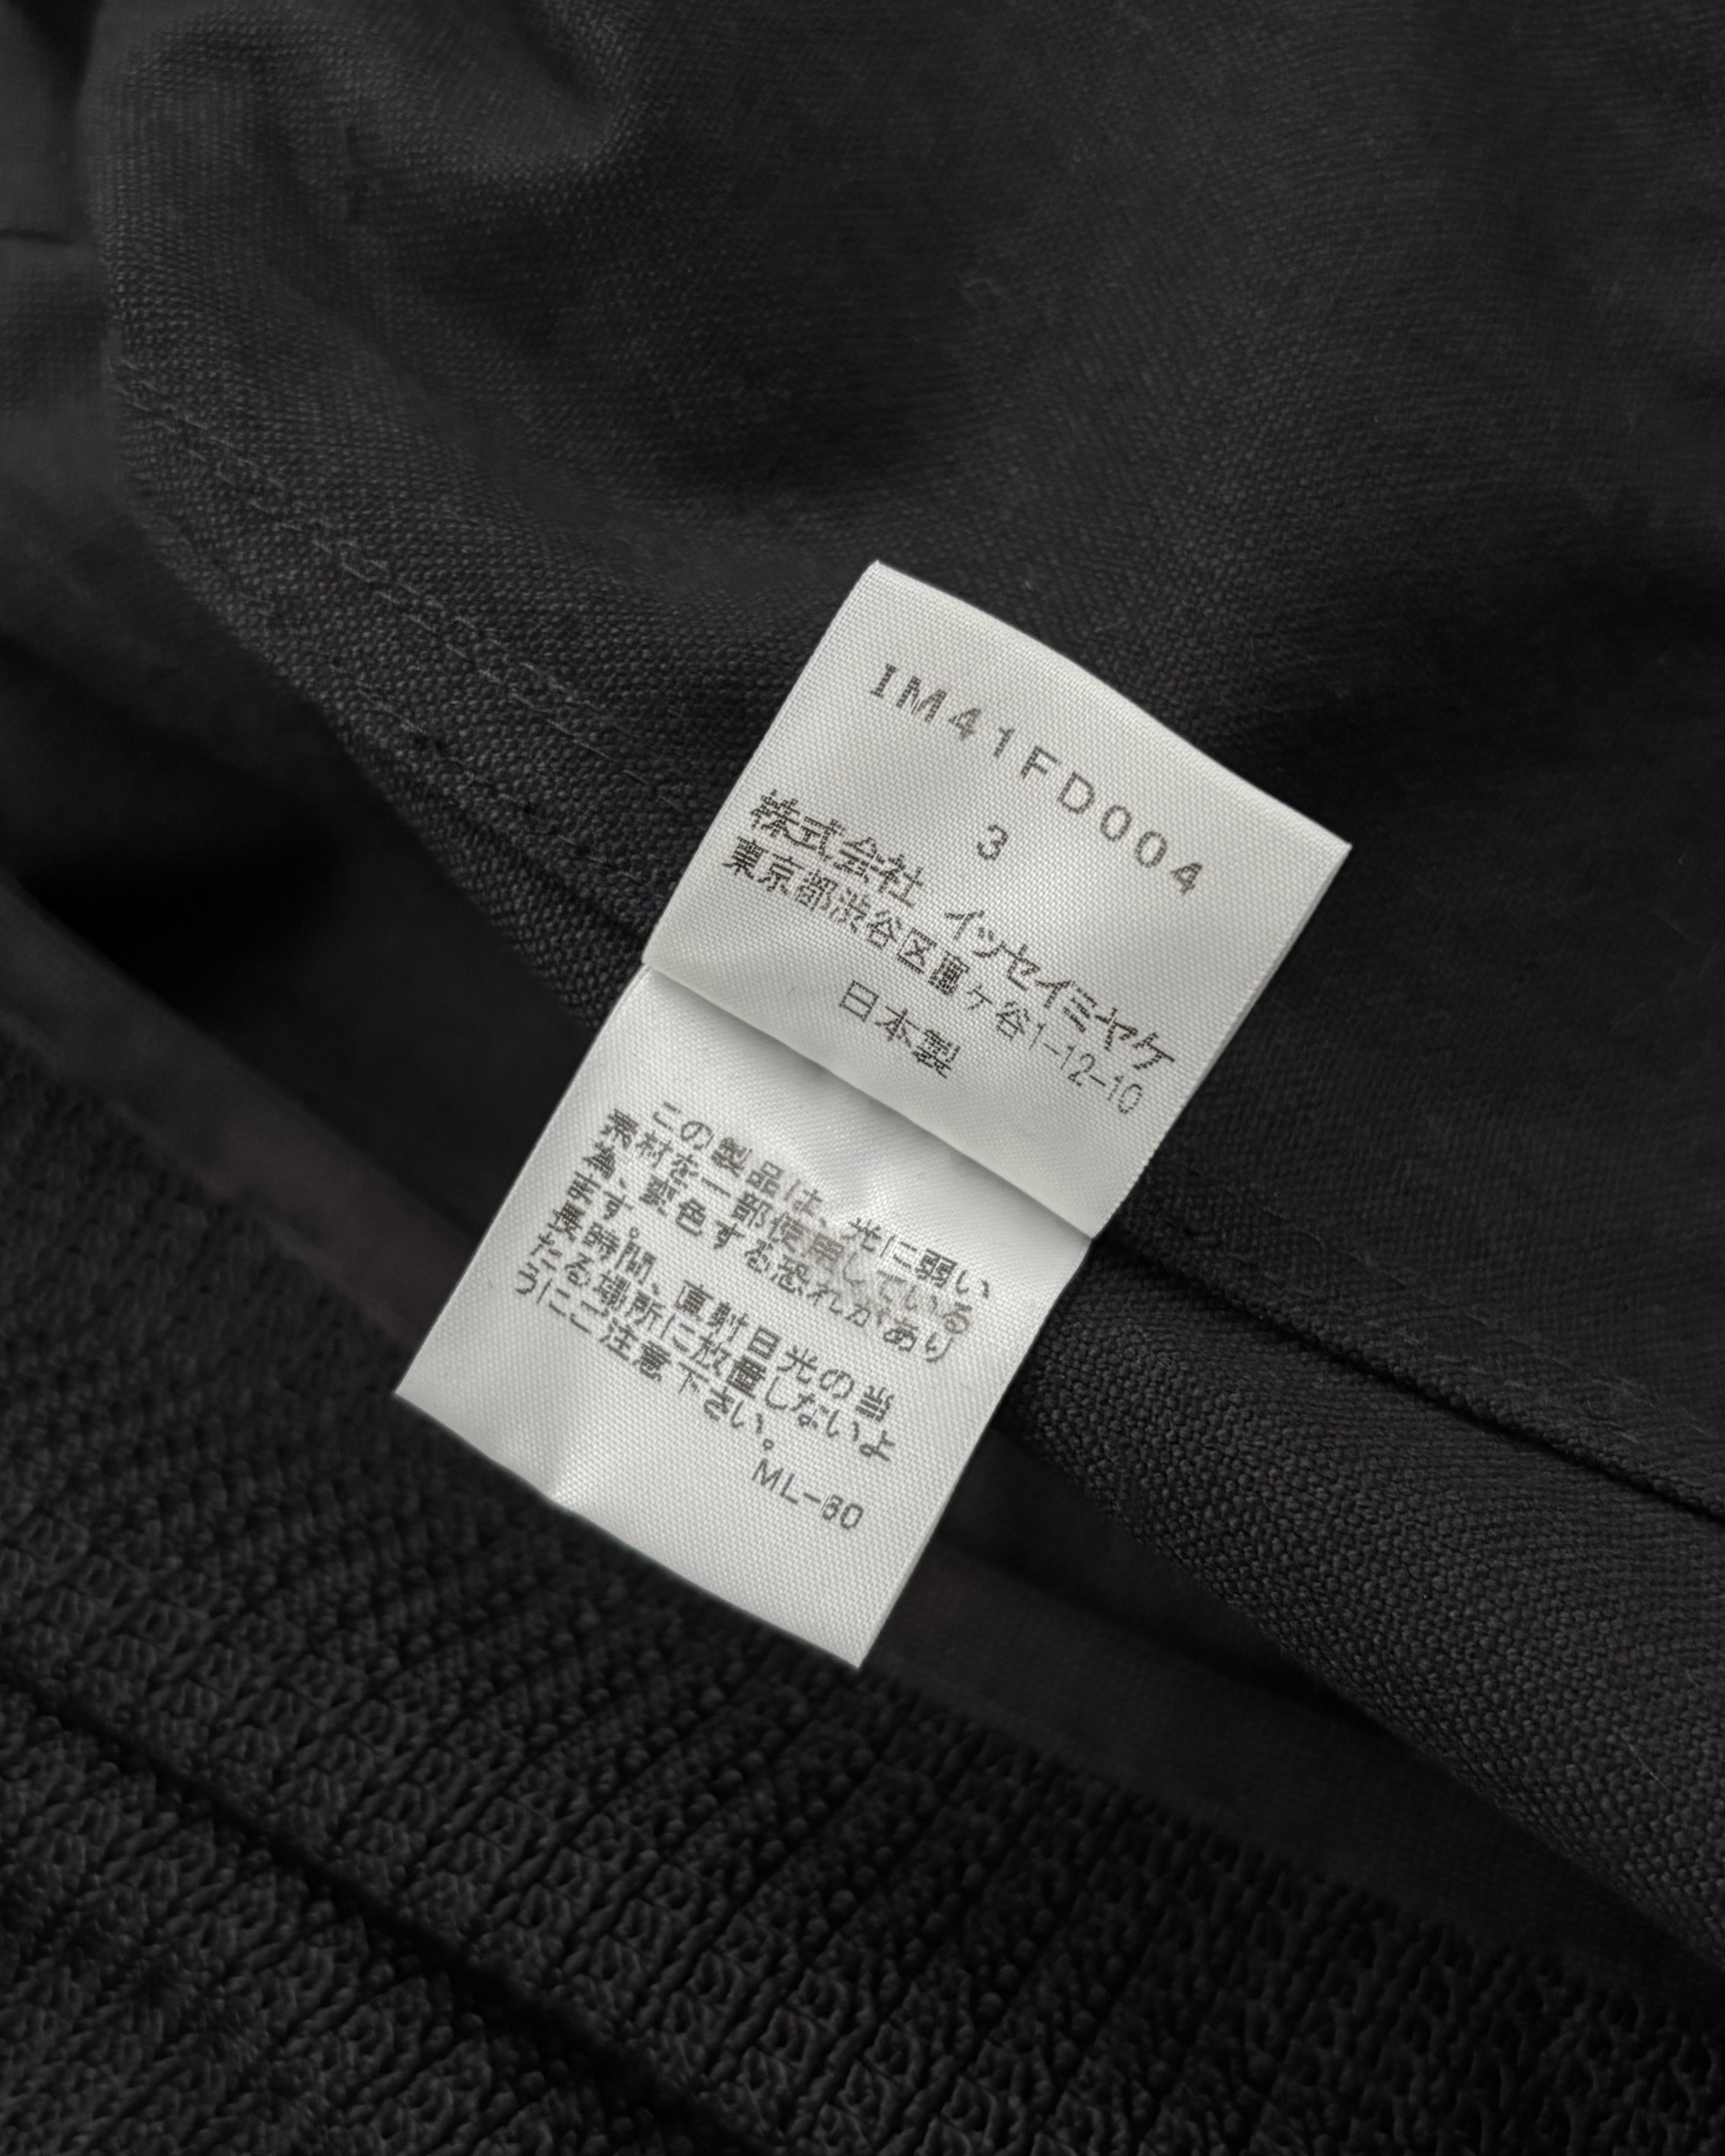 IM41FD004
3
株式会社 イッセイミヤケ
東京都渋谷区富ヶ谷1-12-10
日本製
この製品は、光に弱い
素材を一部使用している
為、変色する恐れがあり
ます。
長時間、直射日光の当
たる場所に放置しないよ
うにご注意下さい。
ML-60